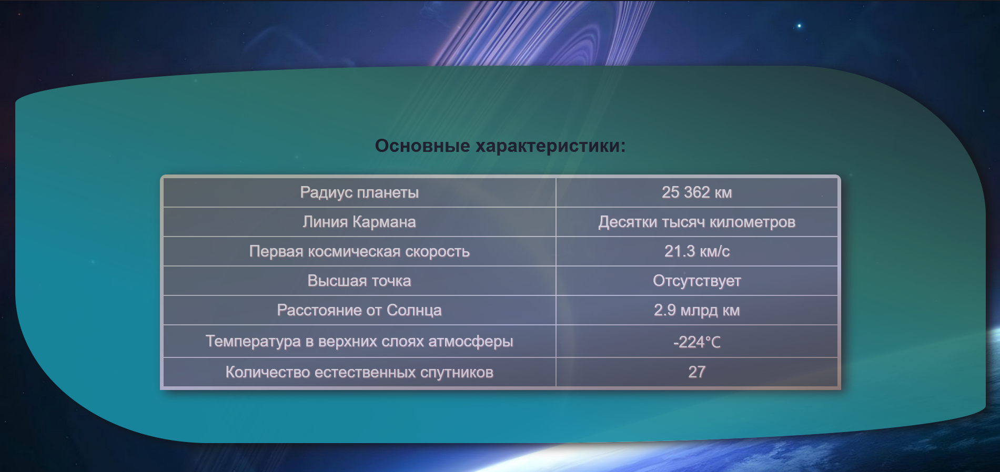 Основные характеристики:
Радиус планеты 25 362 км
Линия Кармана Десятки тысяч километров
Первая космическая скорость 21.3 км/с
Высшая точка Отсутствует
Расстояние от Солнца 2.9 млрд км
Температура в верхних слоях атмосферы -224°C
Количество естественных спутников 27